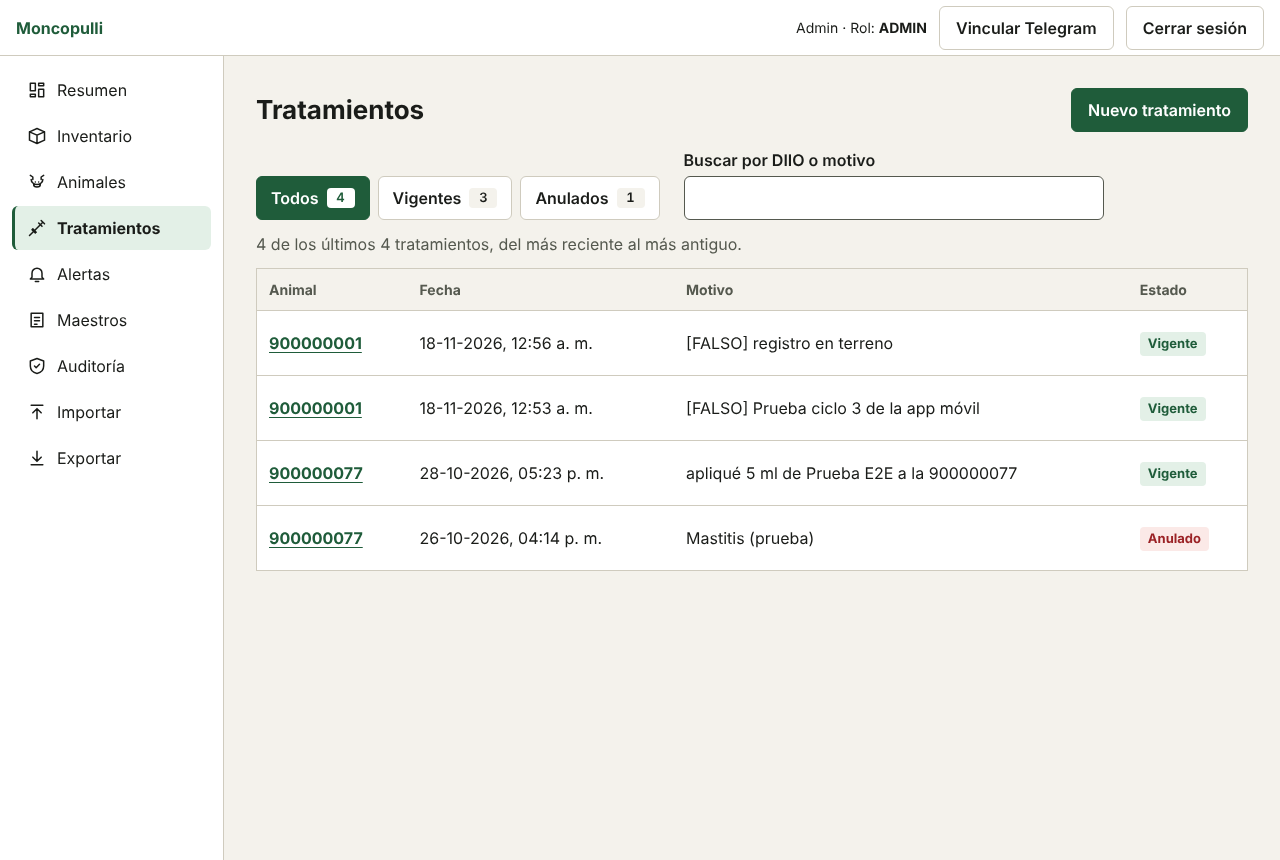 Moncopulli
Admin · Rol: ADMIN
Vincular Telegram
Cerrar sesión
Resumen
Inventario
Animales
Tratamientos
Alertas
Maestros
Auditoría
Importar
Exportar
Tratamientos
Nuevo tratamiento
Todos 4
Vigentes 3
Anulados 1
Buscar por DIIO o motivo
4 de los últimos 4 tratamientos, del más reciente al más antiguo.
Animal Fecha Motivo Estado
900000001 18-11-2026, 12:56 a. m. [FALSO] registro en terreno Vigente
900000001 18-11-2026, 12:53 a. m. [FALSO] Prueba ciclo 3 de la app móvil Vigente
900000077 28-10-2026, 05:23 p. m. apliqué 5 ml de Prueba E2E a la 900000077 Vigente
900000077 26-10-2026, 04:14 p. m. Mastitis (prueba) Anulado